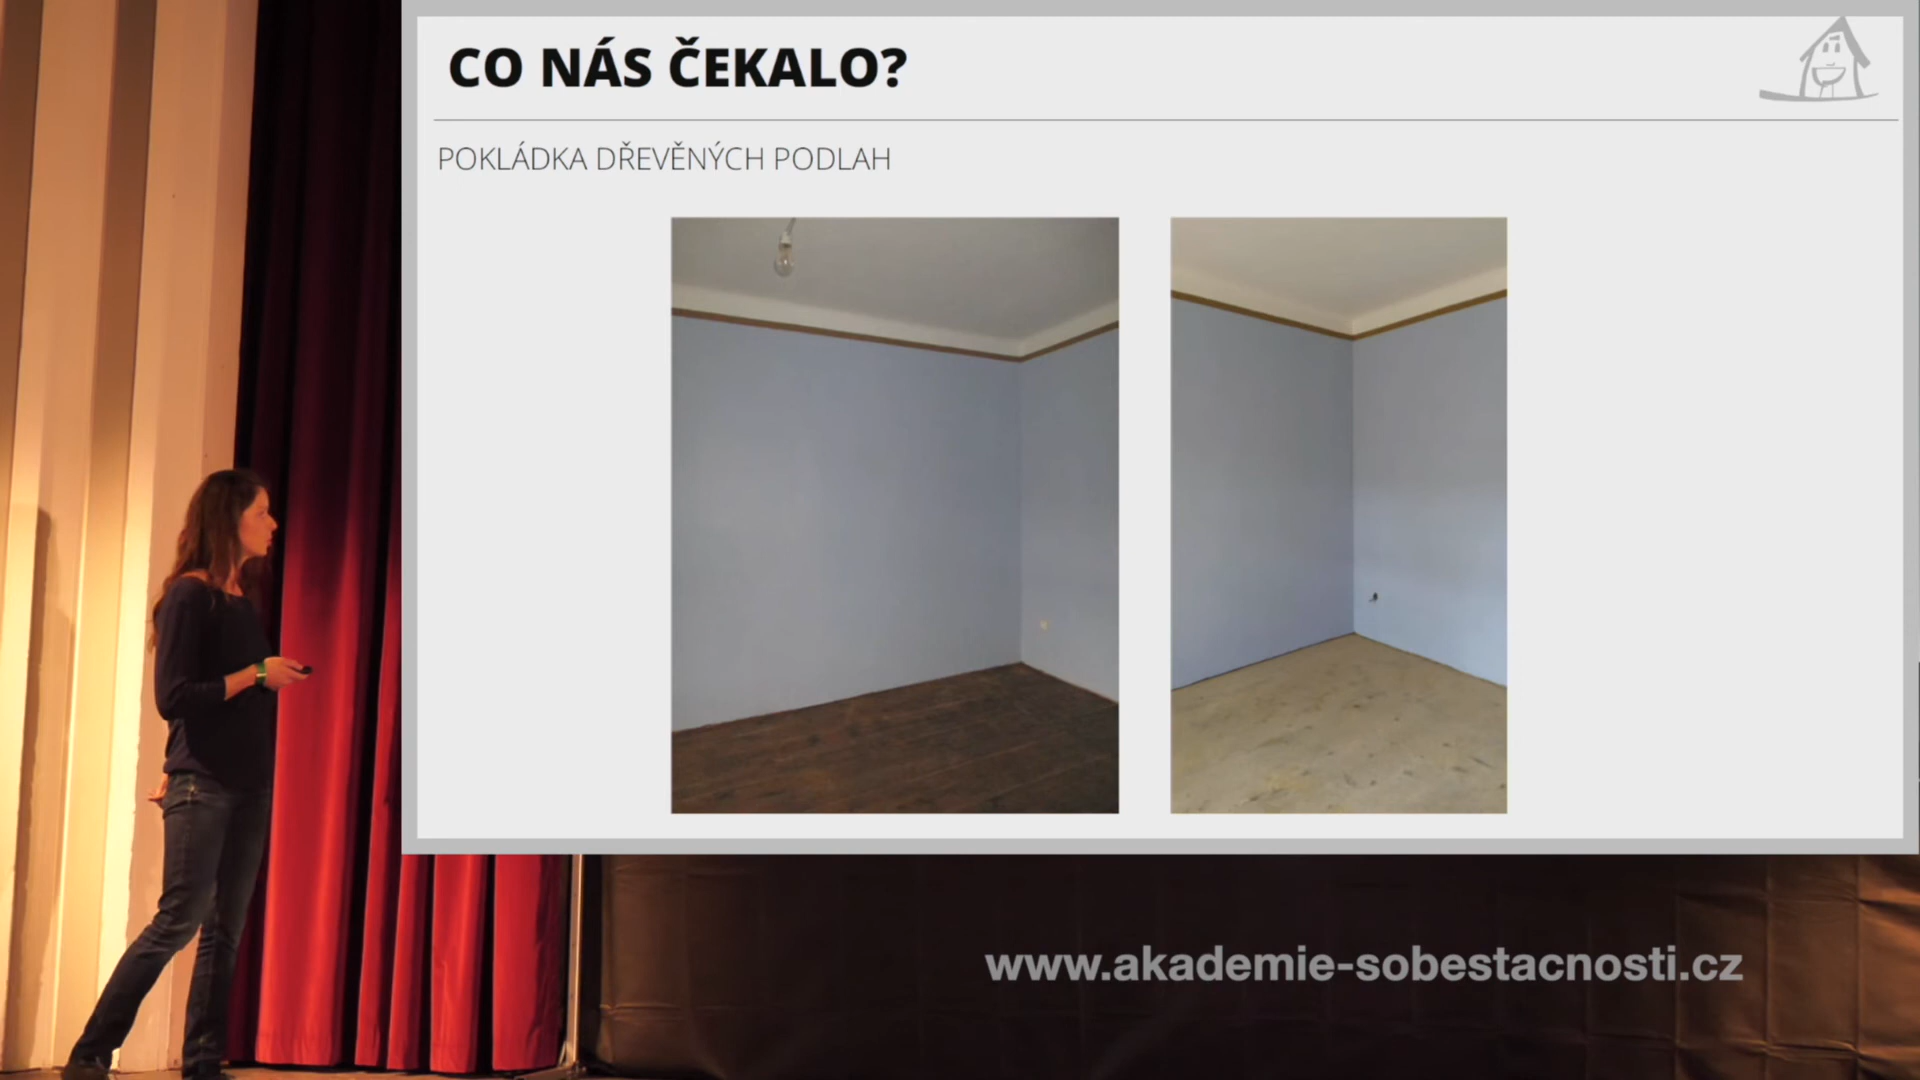 CO NÁS ČEKALO?
POKLÁDKA DŘEVĚNÝCH PODLAH
www.akademie-sobestacnosti.cz